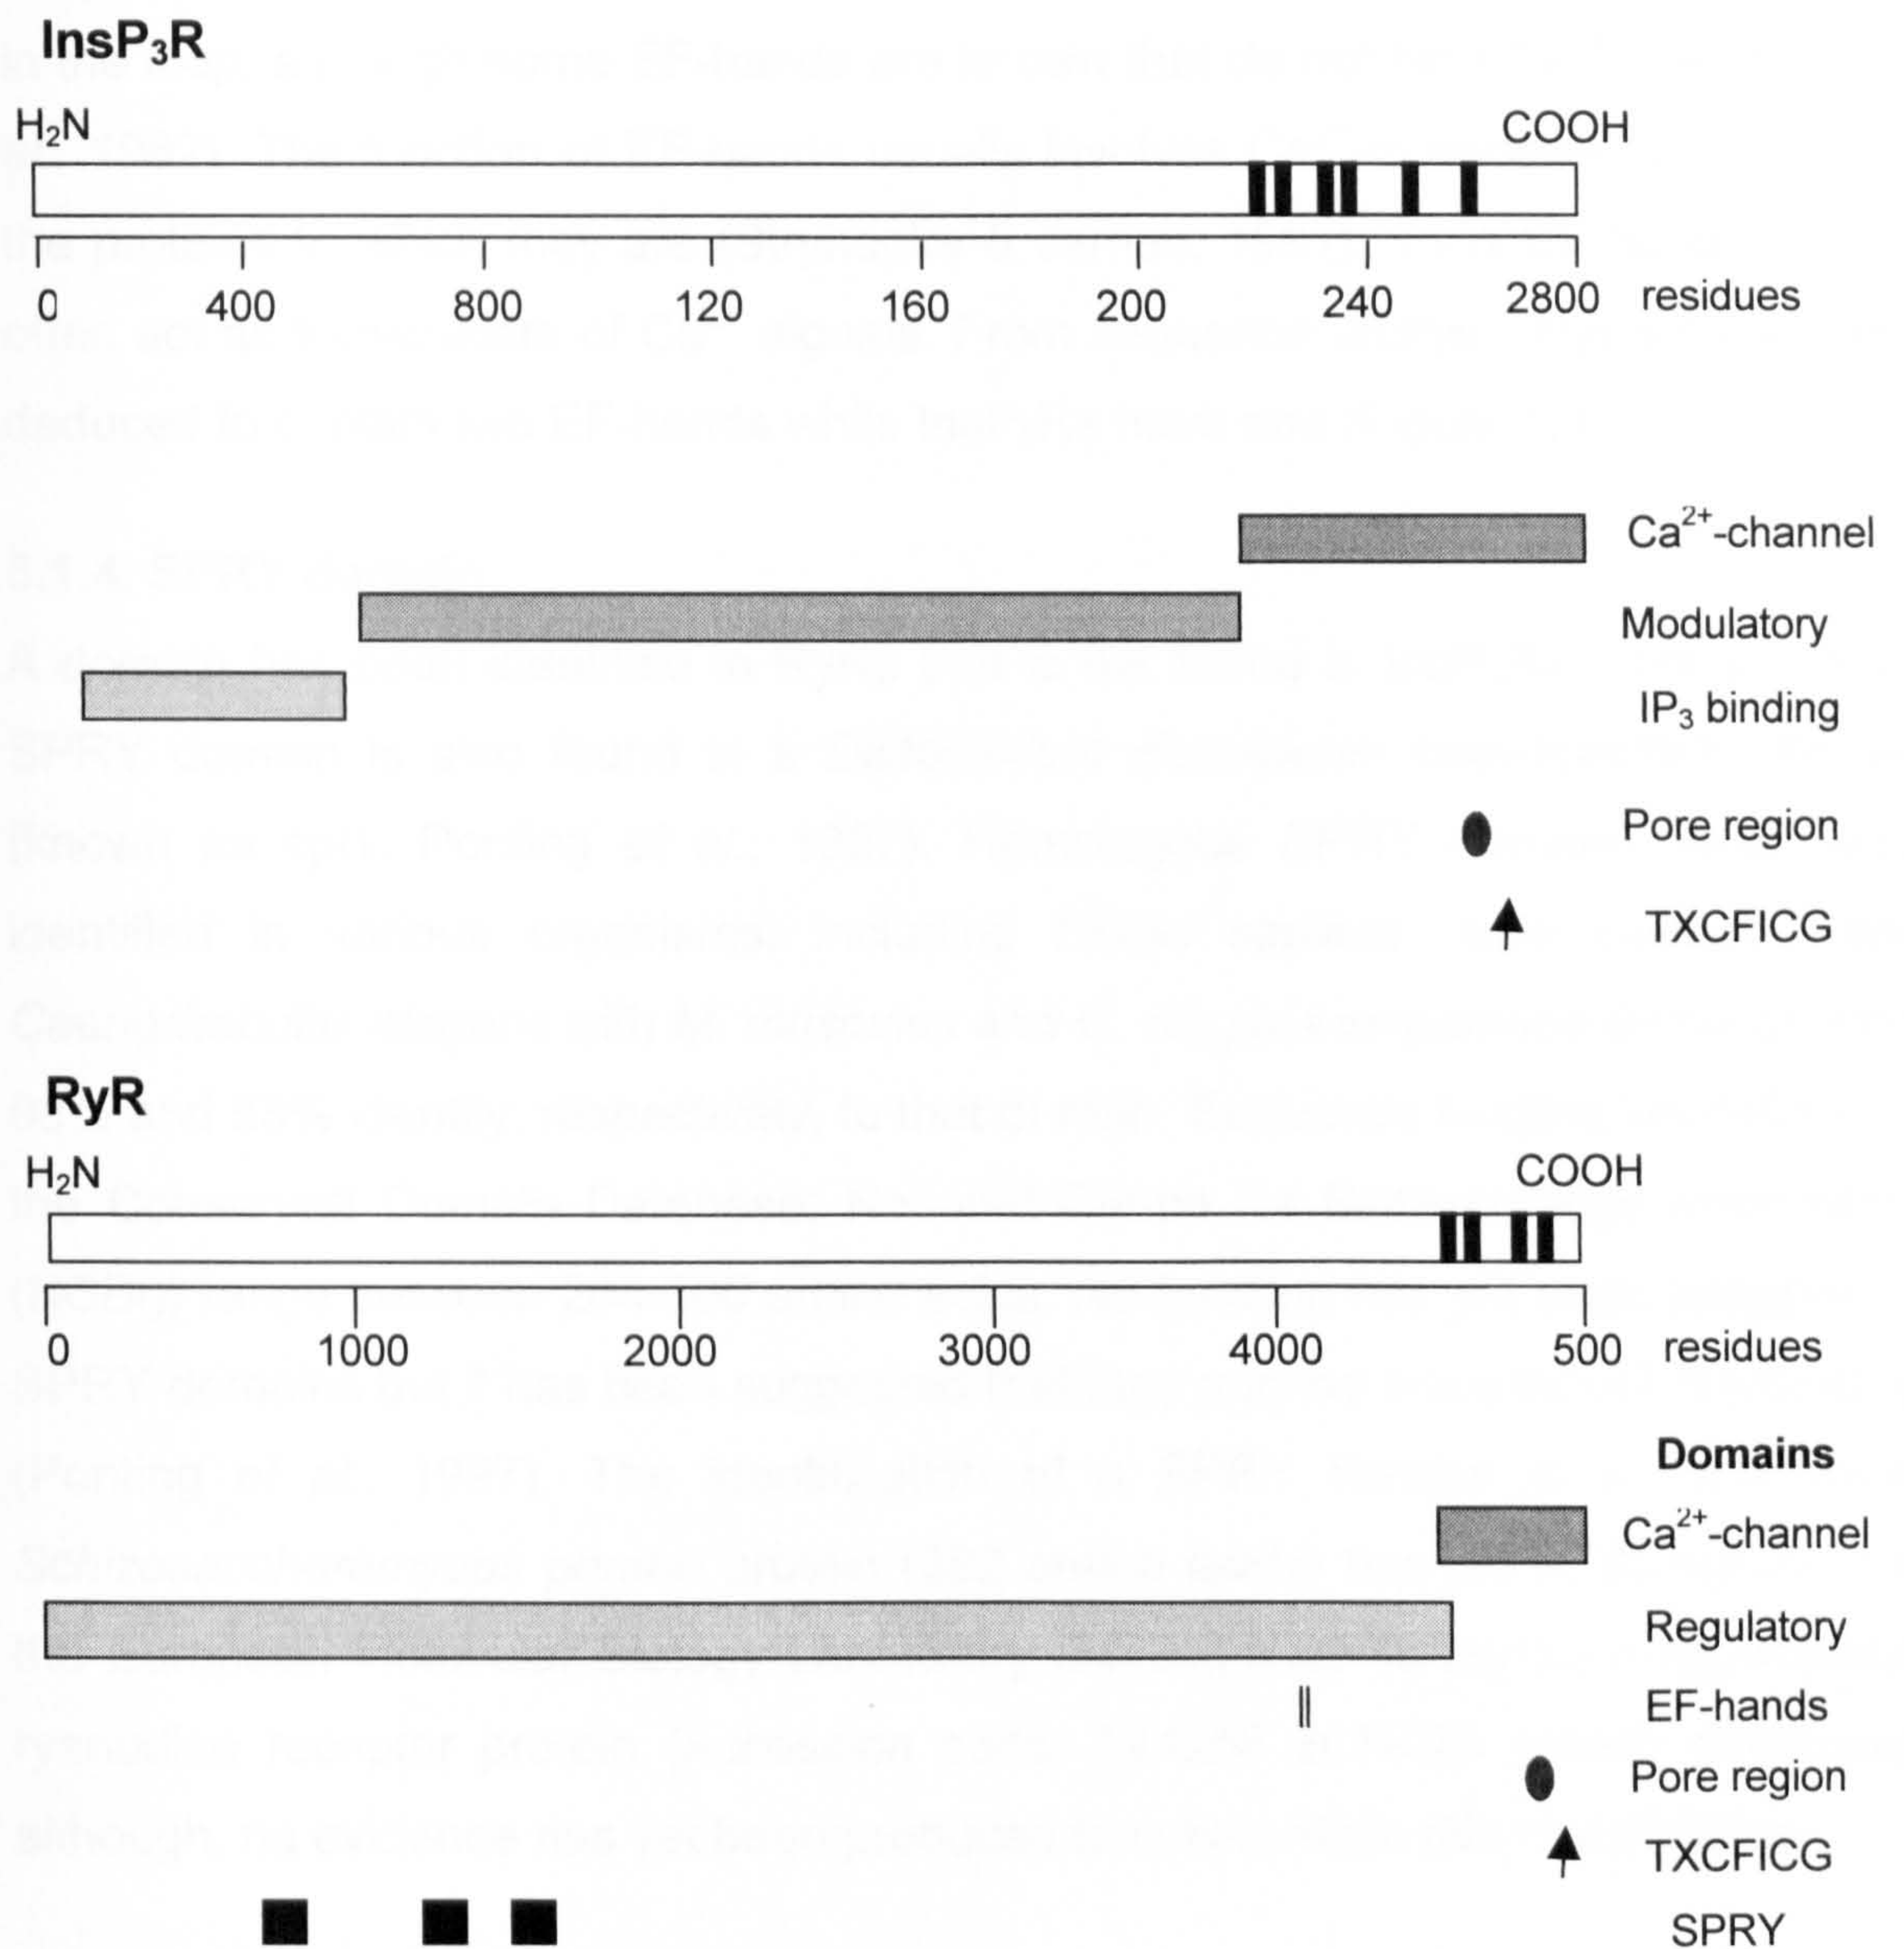 InsP₃R
H₂N COOH
0 400 800 120 160 200 240 2800 residues
Ca²⁺-channel
Modulatory
IP₃ binding
Pore region
TXCFICG
RyR
H₂N COOH
0 1000 2000 3000 4000 500 residues
Domains
Ca²⁺-channel
Regulatory
EF-hands
Pore region
TXCFICG
SPRY